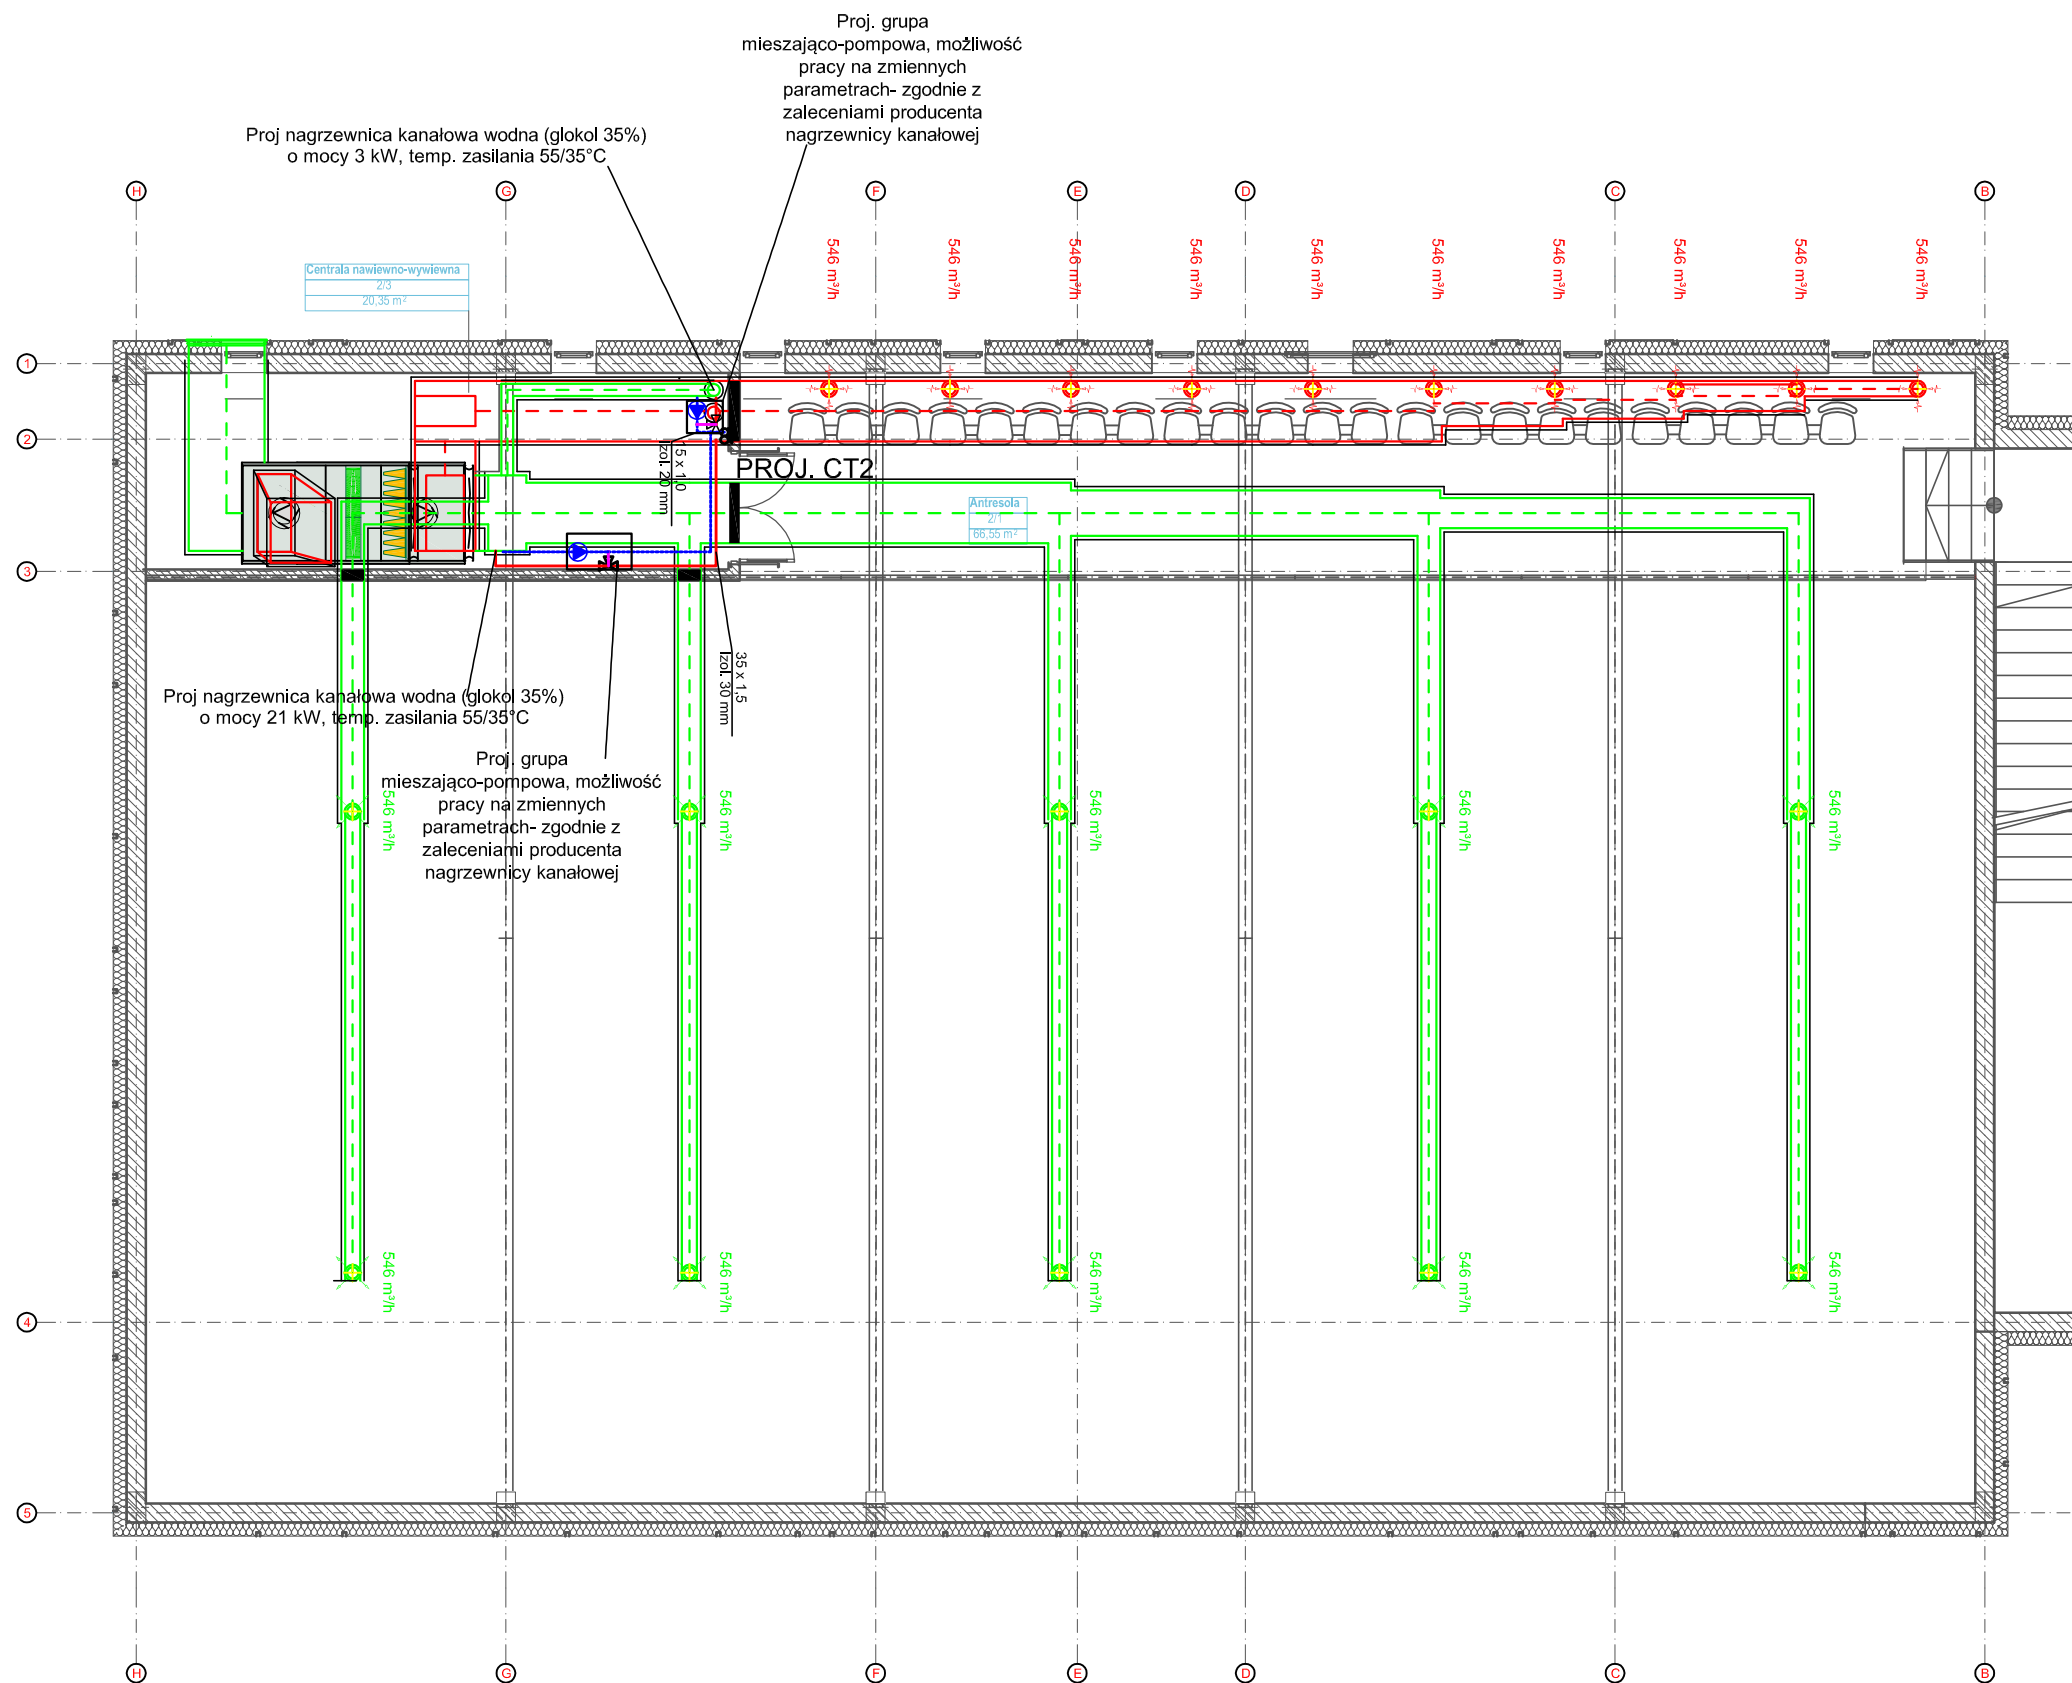 Proj. grupa
mieszająco-pompowa, możliwość
pracy na zmiennych
parametrach- zgodnie z
zaleceniami producenta
nagrzewnicy kanałowej
Proj nagrzewnica kanałowa wodna (glokol 35%)
o mocy 3 kW, temp. zasilania 55/35°C
H
G
F
E
D
C
B
546 m³/h
546 m³/h
546 m³/h
546 m³/h
546 m³/h
546 m³/h
546 m³/h
546 m³/h
546 m³/h
546 m³/h
Centrala nawiewno-wywiewna
2/3
20,35 m²
1
2
3
4
5
PROJ. CT2
5 x 1,0
Izol. 20 mm
Antresola
2/1
66,55 m²
35 x 1,5
Izol. 30 mm
Proj nagrzewnica kanałowa wodna (glokol 35%)
o mocy 21 kW, temp. zasilania 55/35°C
Proj. grupa
mieszająco-pompowa, możliwość
pracy na zmiennych
parametrach- zgodnie z
zaleceniami producenta
nagrzewnicy kanałowej
546 m³/h
546 m³/h
546 m³/h
546 m³/h
546 m³/h
546 m³/h
546 m³/h
546 m³/h
546 m³/h
546 m³/h
H
G
F
E
D
C
B